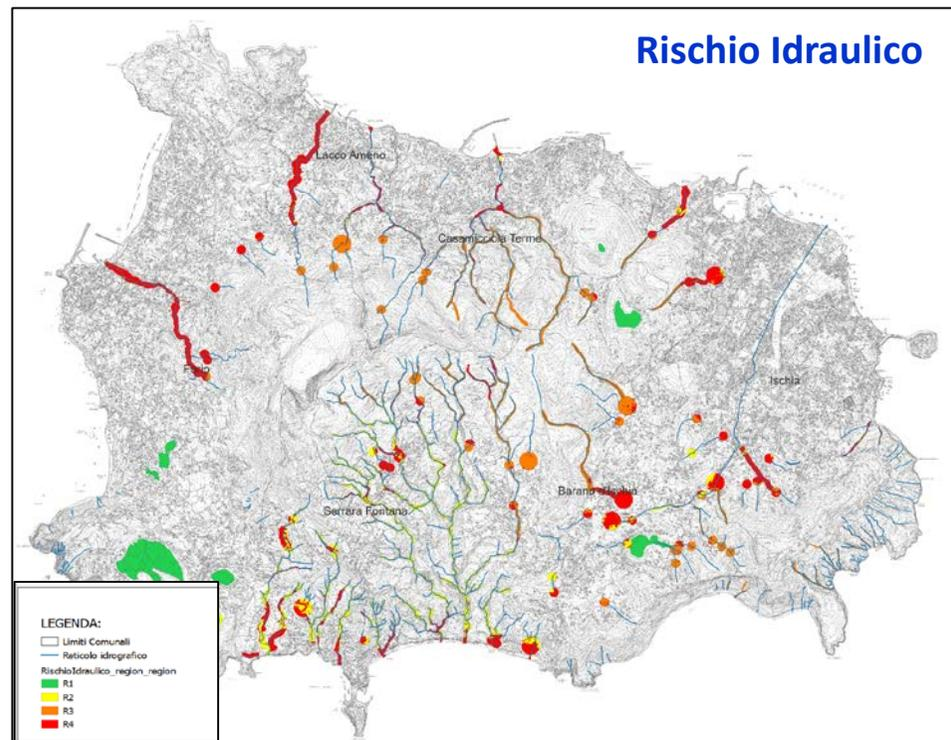 Rischio Idraulico
Lacco Ameno
Casamicciola Terme
Forio
Ischia
Barano d'Ischia
Serrara Fontana
LEGENDA:
Limiti Comunali
Reticolo idrografico
RischioIdraulico_region_region
R1
R2
R3
R4